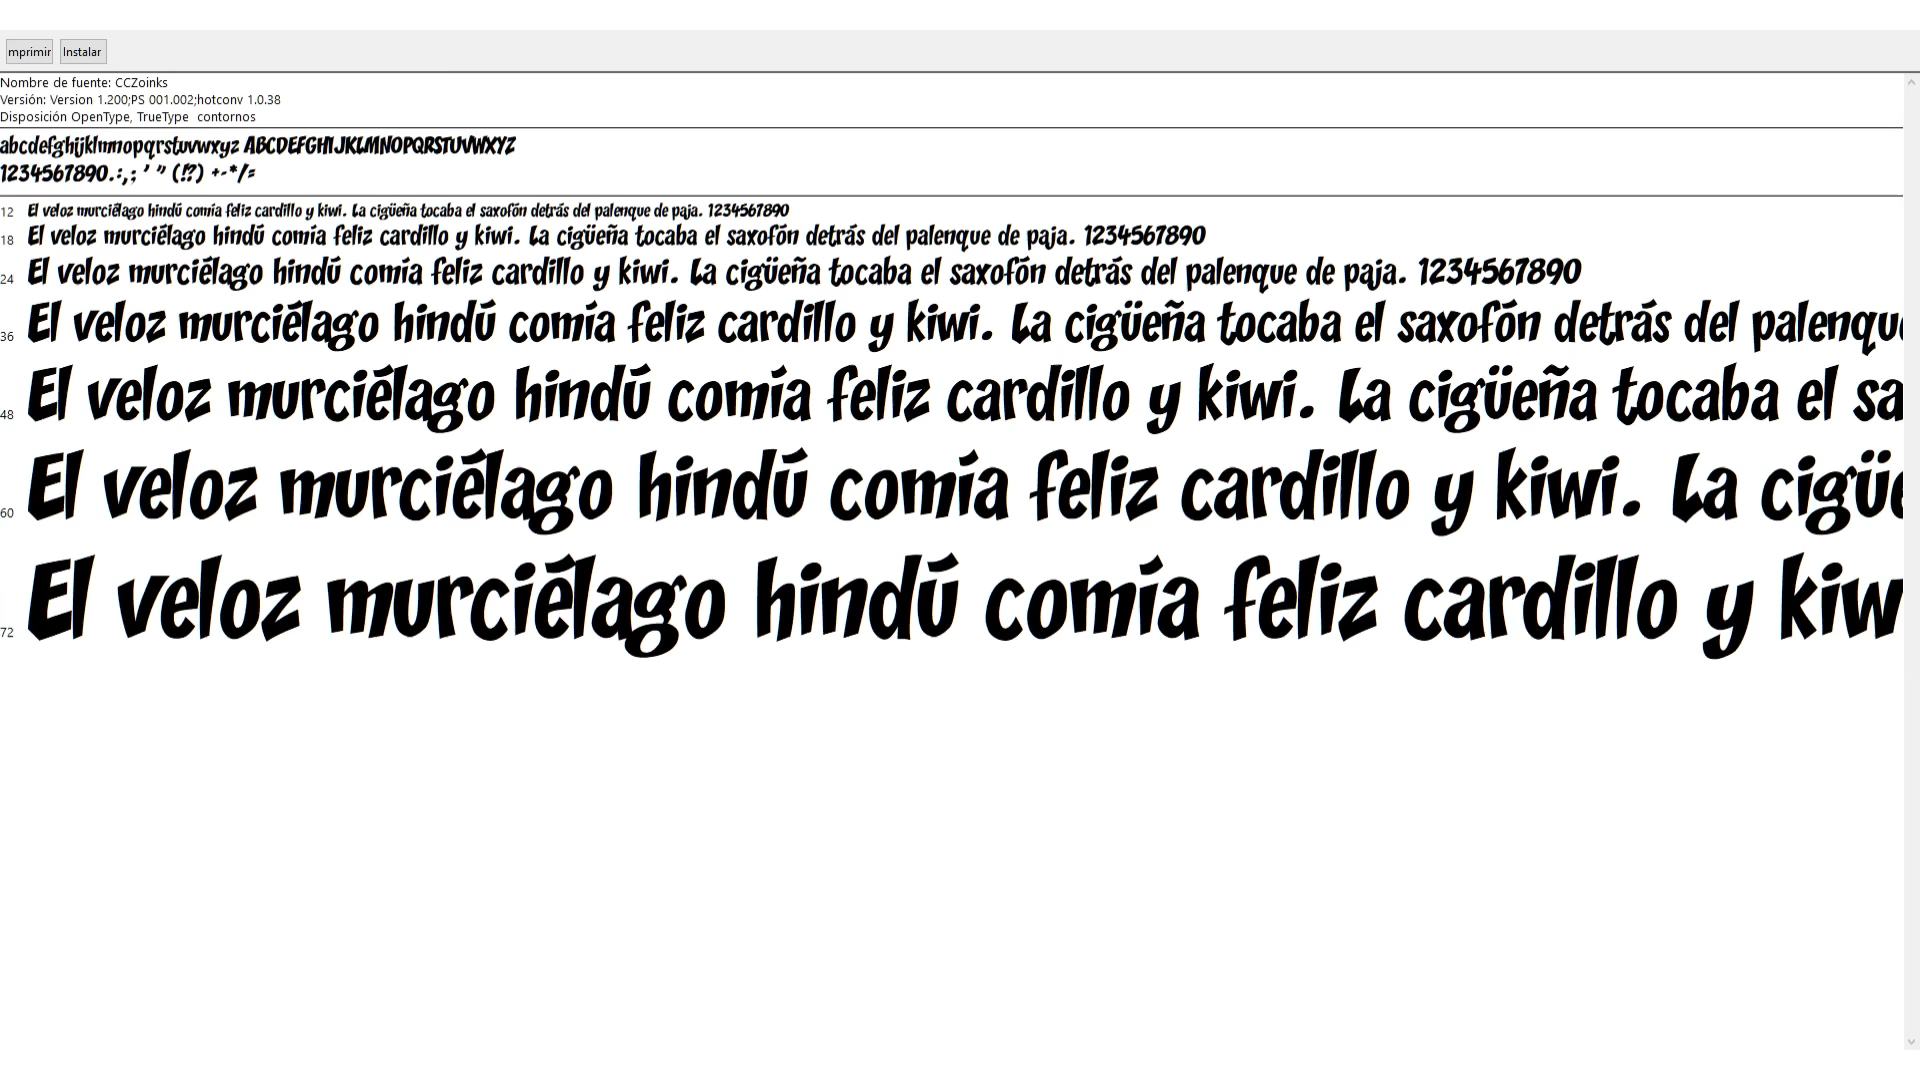 mprimir Instalar
Nombre de fuente: CCZoinks
Versión: Version 1.200;PS 001.002;hotconv 1.0.38
Disposición OpenType, TrueType contornos
abcdefghijklmnopqrstuvwxyz ABCDEFGHIJKLMNOPQRSTUVWXYZ
1234567890.:,; ' " (!?) +-*/=
12 El veloz murciélago hindú comía feliz cardillo y kiwi. La cigüeña tocaba el saxofón detrás del palenque de paja. 1234567890
18 El veloz murciélago hindú comía feliz cardillo y kiwi. La cigüeña tocaba el saxofón detrás del palenque de paja. 1234567890
24 El veloz murciélago hindú comía feliz cardillo y kiwi. La cigüeña tocaba el saxofón detrás del palenque de paja. 1234567890
36 El veloz murciélago hindú comía feliz cardillo y kiwi. La cigüeña tocaba el saxofón detrás del palenqu
48 El veloz murciélago hindú comía feliz cardillo y kiwi. La cigüeña tocaba el sa
60 El veloz murciélago hindú comía feliz cardillo y kiwi. La cigü
72 El veloz murciélago hindú comía feliz cardillo y kiw